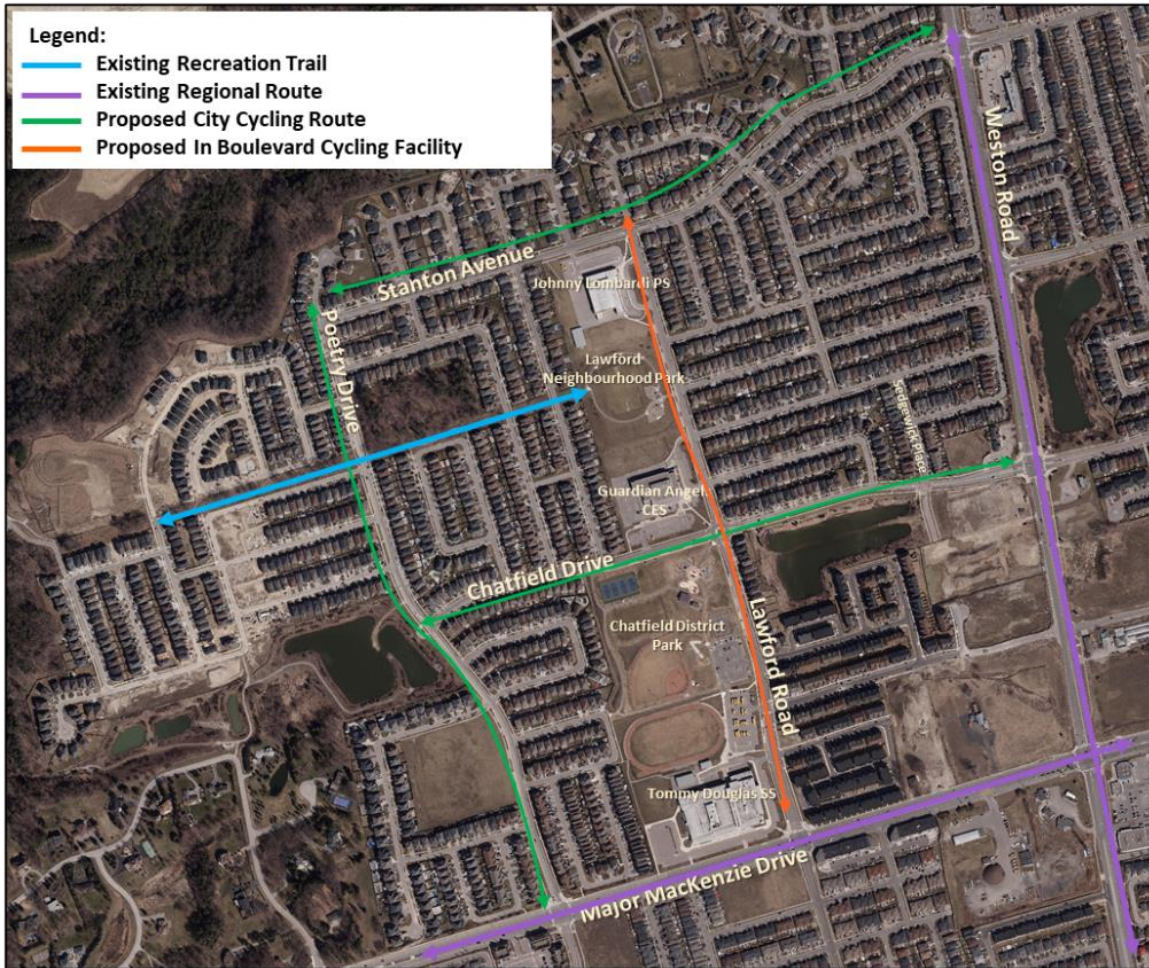 Legend:
Existing Recreation Trail
Existing Regional Route
Proposed City Cycling Route
Proposed In Boulevard Cycling Facility
Weston Road
Stanton Avenue
Johnny Lombardi PS
Poetry Drive
Lawford
Neighbourhood Park
Sedgewick Place
Guardian Angel
CES
Chatfield Drive
Chatfield District
Park
Lawford Road
Tommy Douglas SS
Major MacKenzie Drive